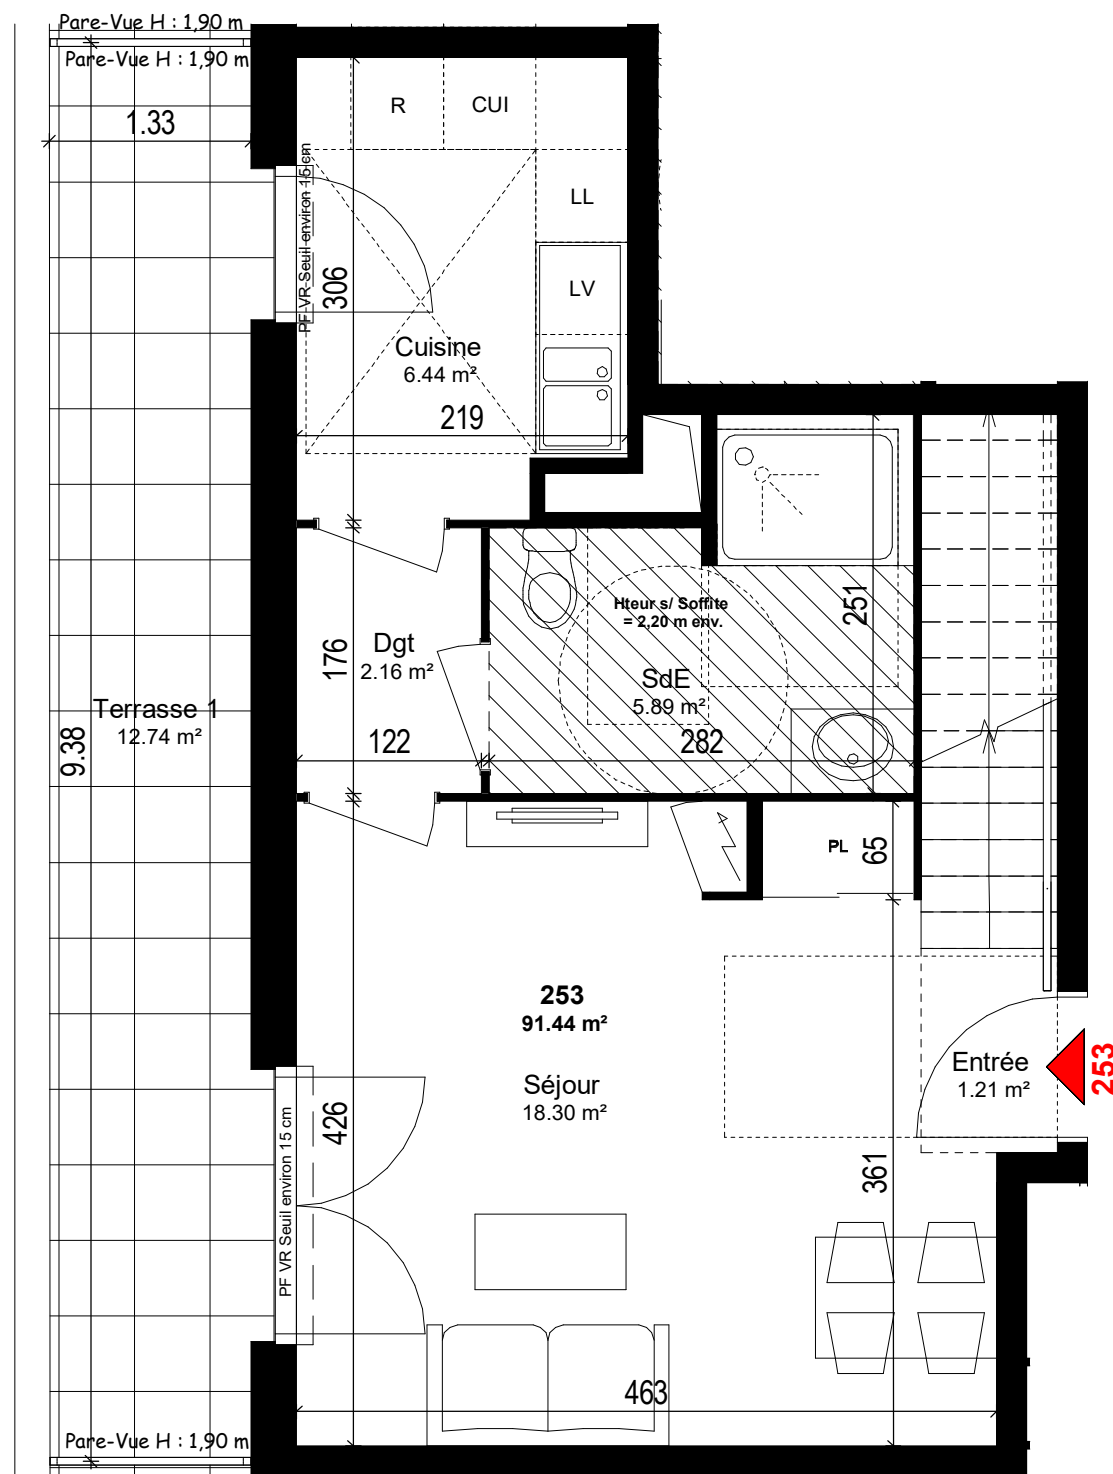 Pare-Vue H : 1,90 m
Pare-Vue H : 1,90 m
1.33
R
CUI
PF VR Seuil environ 15 cm
LL
306
LV
Cuisine
6.44 m²
219
Hteur s/ Soffite
= 2,20 m env.
251
176
Dgt
2.16 m²
SdE
5.89 m²
Terrasse 1
12.74 m²
9.38
122
282
PL
65
253
91.44 m²
Entrée
1.21 m²
253
Séjour
18.30 m²
426
PF VR Seuil environ 15 cm
361
463
Pare-Vue H : 1,90 m